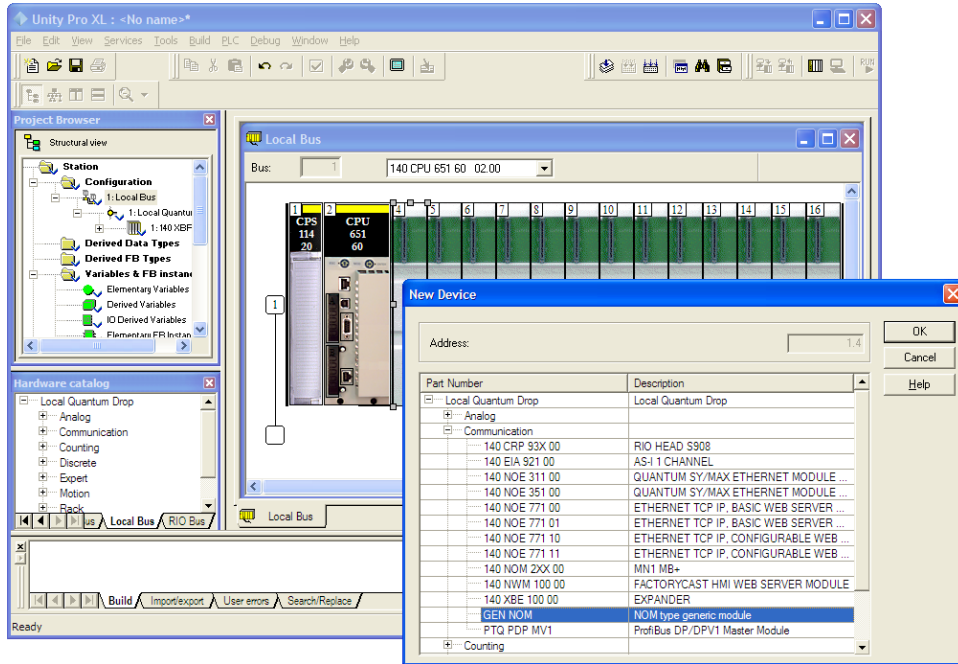 Unity Pro XL : <No name>*
File Edit View Services Tools Build PLC Debug Window Help
RUN
Project Browser
Structural view
Station
Configuration
1: Local Bus
1: Local Quantu
1: 140 XBF
Derived Data Types
Derived FB Types
Variables & FB instan
Elementary Variables
Derived Variables
IO Derived Variables
Elementary FB Instan
Hardware catalog
Local Quantum Drop
Analog
Communication
Counting
Discrete
Expert
Motion
Rack
us Local Bus RIO Bus
Local Bus
Bus: 1 140 CPU 651 60 02.00
1 2 4 5 6 7 8 9 10 11 12 13 14 15 16
CPS 114 20
CPU 651 60
1
Local Bus
New Device
Address: 1.4
OK
Cancel
Help
Part Number Description
Local Quantum Drop Local Quantum Drop
Analog
Communication
140 CRP 93X 00 RIO HEAD S908
140 EIA 921 00 AS-I 1 CHANNEL
140 NOE 311 00 QUANTUM SY/MAX ETHERNET MODULE ...
140 NOE 351 00 QUANTUM SY/MAX ETHERNET MODULE ...
140 NOE 771 00 ETHERNET TCP IP, BASIC WEB SERVER ...
140 NOE 771 01 ETHERNET TCP IP, BASIC WEB SERVER ...
140 NOE 771 10 ETHERNET TCP IP, CONFIGURABLE WEB ...
140 NOE 771 11 ETHERNET TCP IP, CONFIGURABLE WEB ...
140 NOM 2XX 00 MN1 MB+
140 NWM 100 00 FACTORYCAST HMI WEB SERVER MODULE
140 XBE 100 00 EXPANDER
GEN NOM NOM type generic module
PTQ PDP MV1 ProfiBus DP/DPV1 Master Module
Counting
Build Import/export User errors Search/Replace
Ready